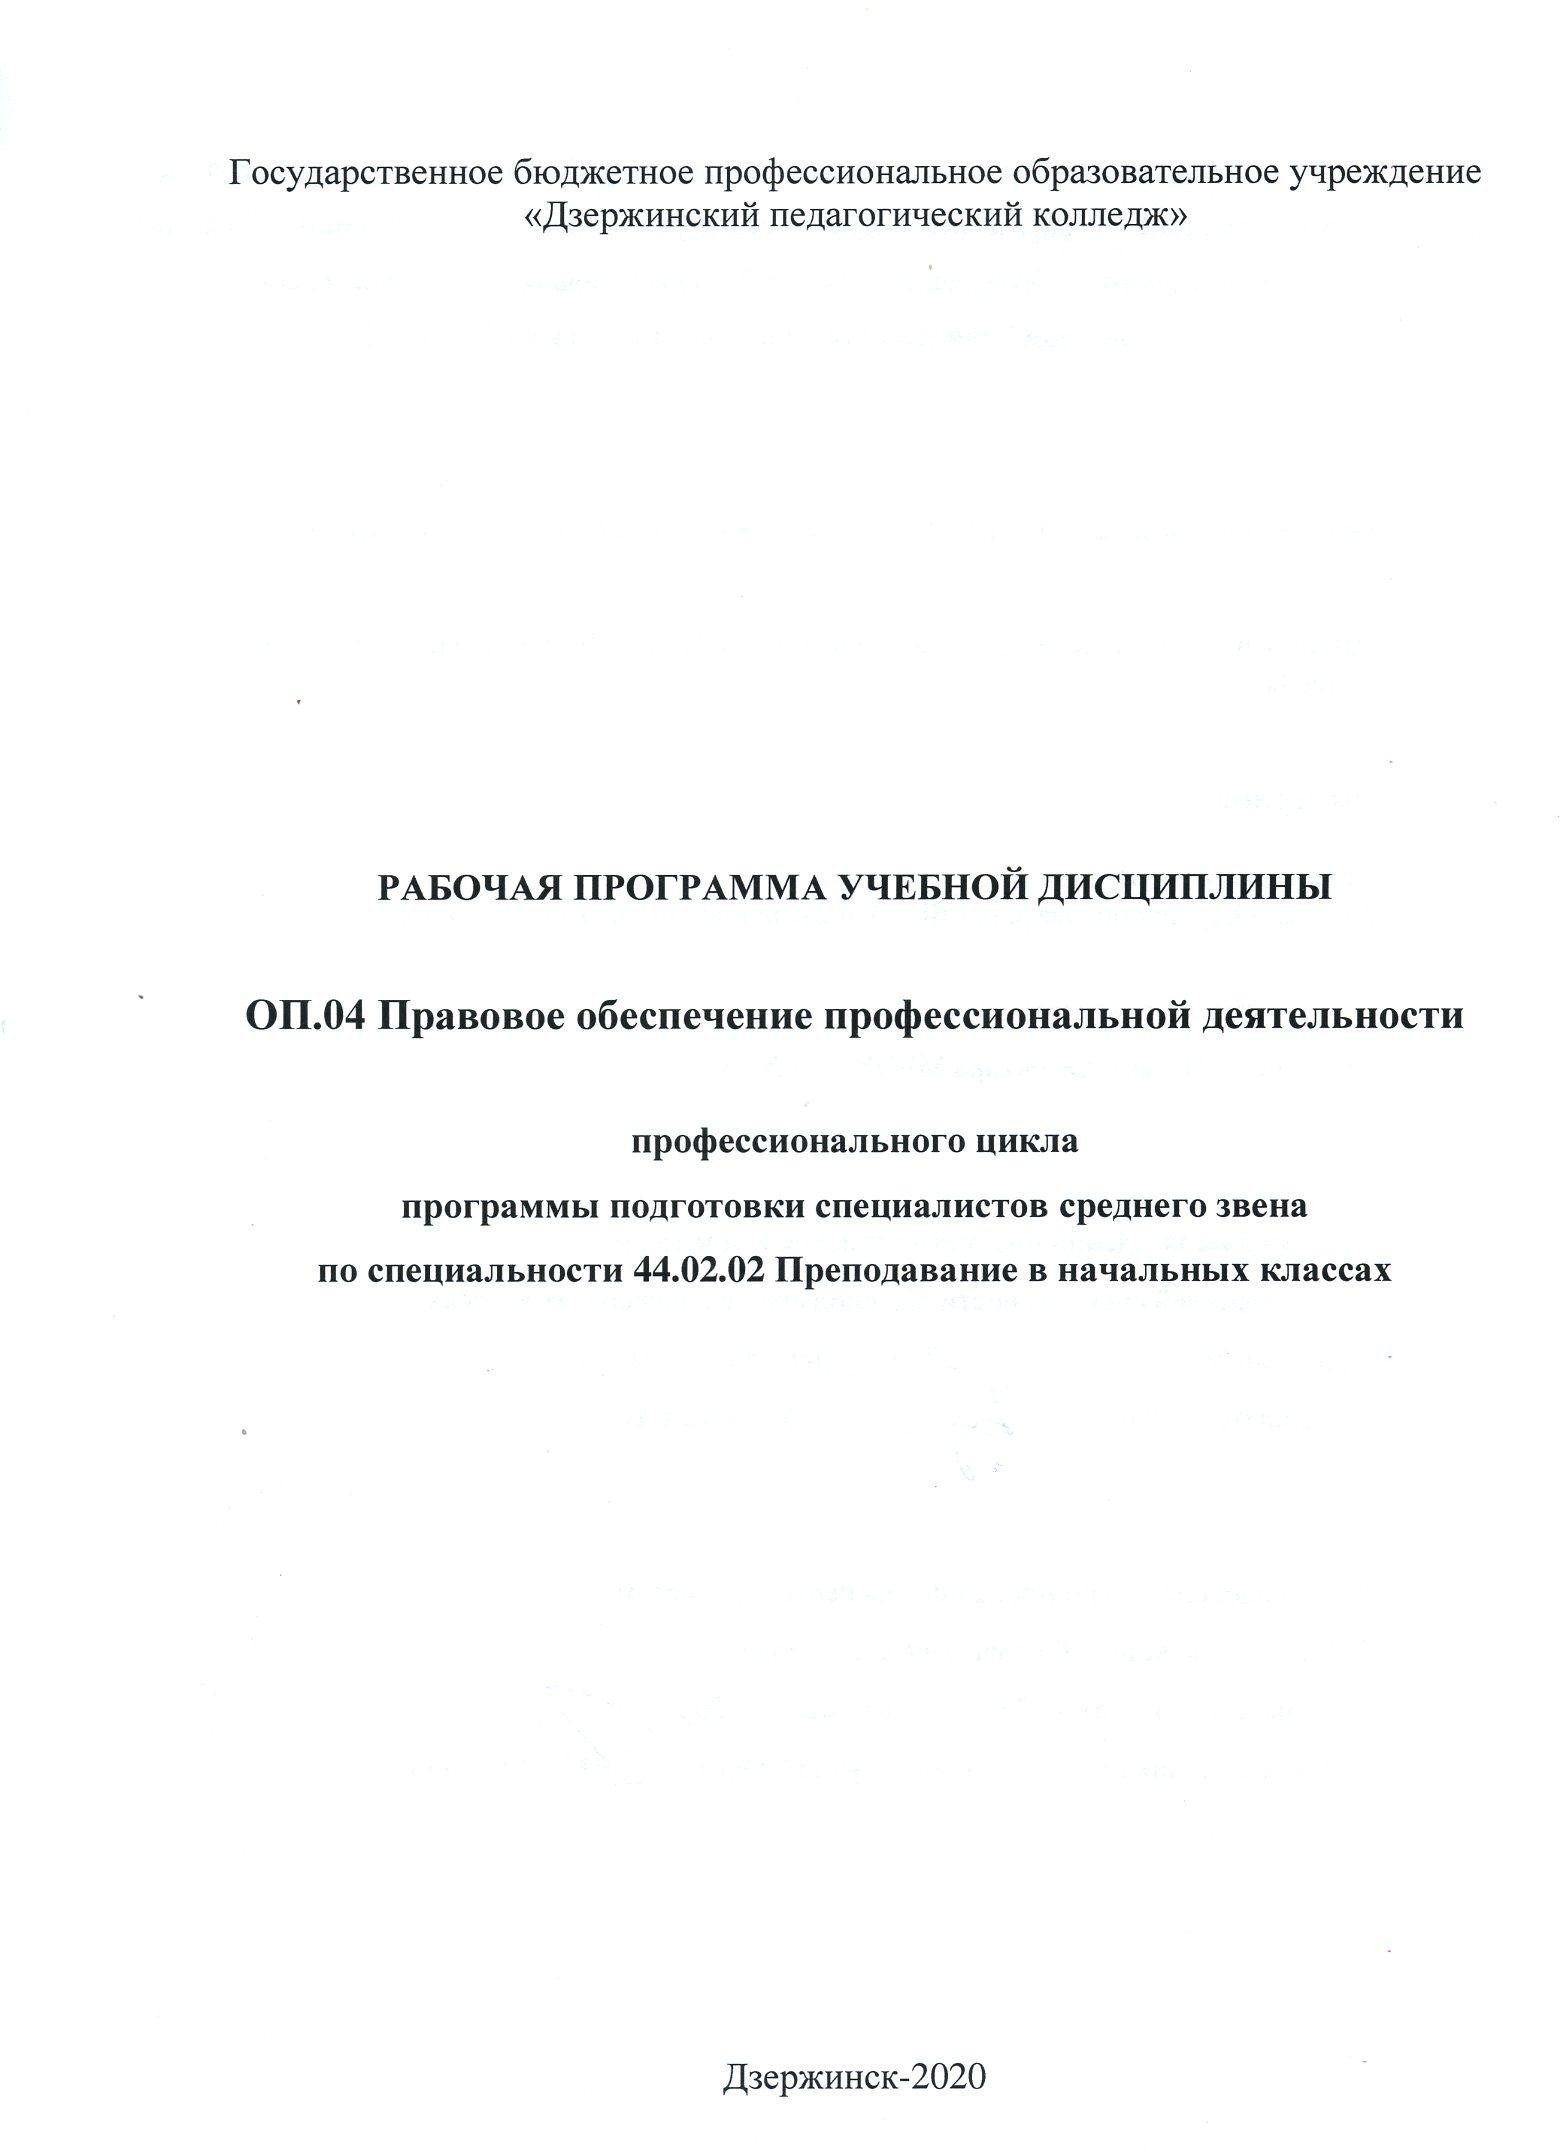 Государственное бюджетное профессиональное образовательное учреждение
«Дзержинский педагогический колледж»
РАБОЧАЯ ПРОГРАММА УЧЕБНОЙ ДИСЦИПЛИНЫ
ОП.04 Правовое обеспечение профессиональной деятельности
профессионального цикла
программы подготовки специалистов среднего звена
по специальности 44.02.02 Преподавание в начальных классах
Дзержинск-2020